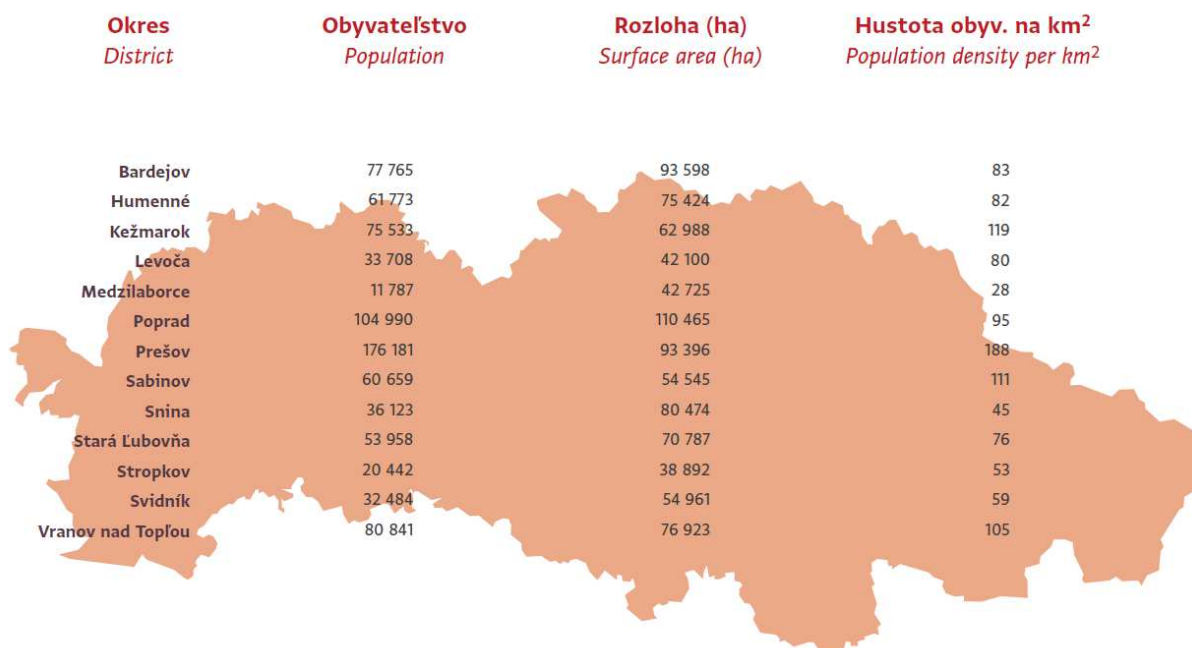 Okres Obyvateľstvo Rozloha (ha) Hustota obyv. na km²
District Population Surface area (ha) Population density per km²
Bardejov 77 765 93 598 83
Humenné 61 773 75 424 82
Kežmarok 75 533 62 988 119
Levoča 33 708 42 100 80
Medzilaborce 11 787 42 725 28
Poprad 104 990 110 465 95
Prešov 176 181 93 396 188
Sabinov 60 659 54 545 111
Snina 36 123 80 474 45
Stará Ľubovňa 53 958 70 787 76
Stropkov 20 442 38 892 53
Svidník 32 484 54 961 59
Vranov nad Topľou 80 841 76 923 105